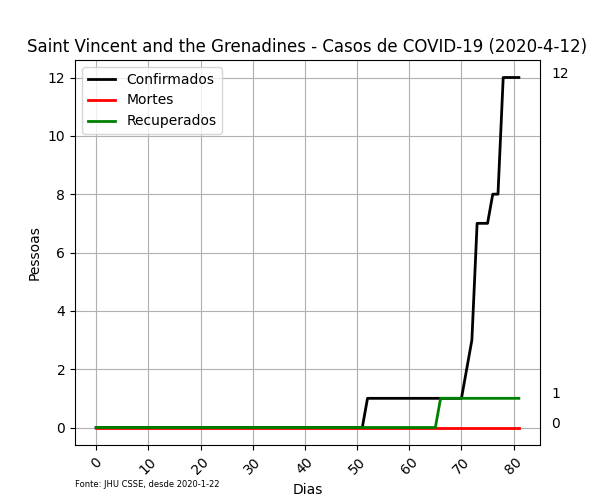 Saint Vincent and the Grenadines - Casos de COVID-19 (2020-4-12)
Confirmados
Mortes
Recuperados
12
10
8
6
4
2
0
Pessoas
12
1
0
0 10 20 30 40 50 60 70 80
Dias
Fonte: JHU CSSE, desde 2020-1-22